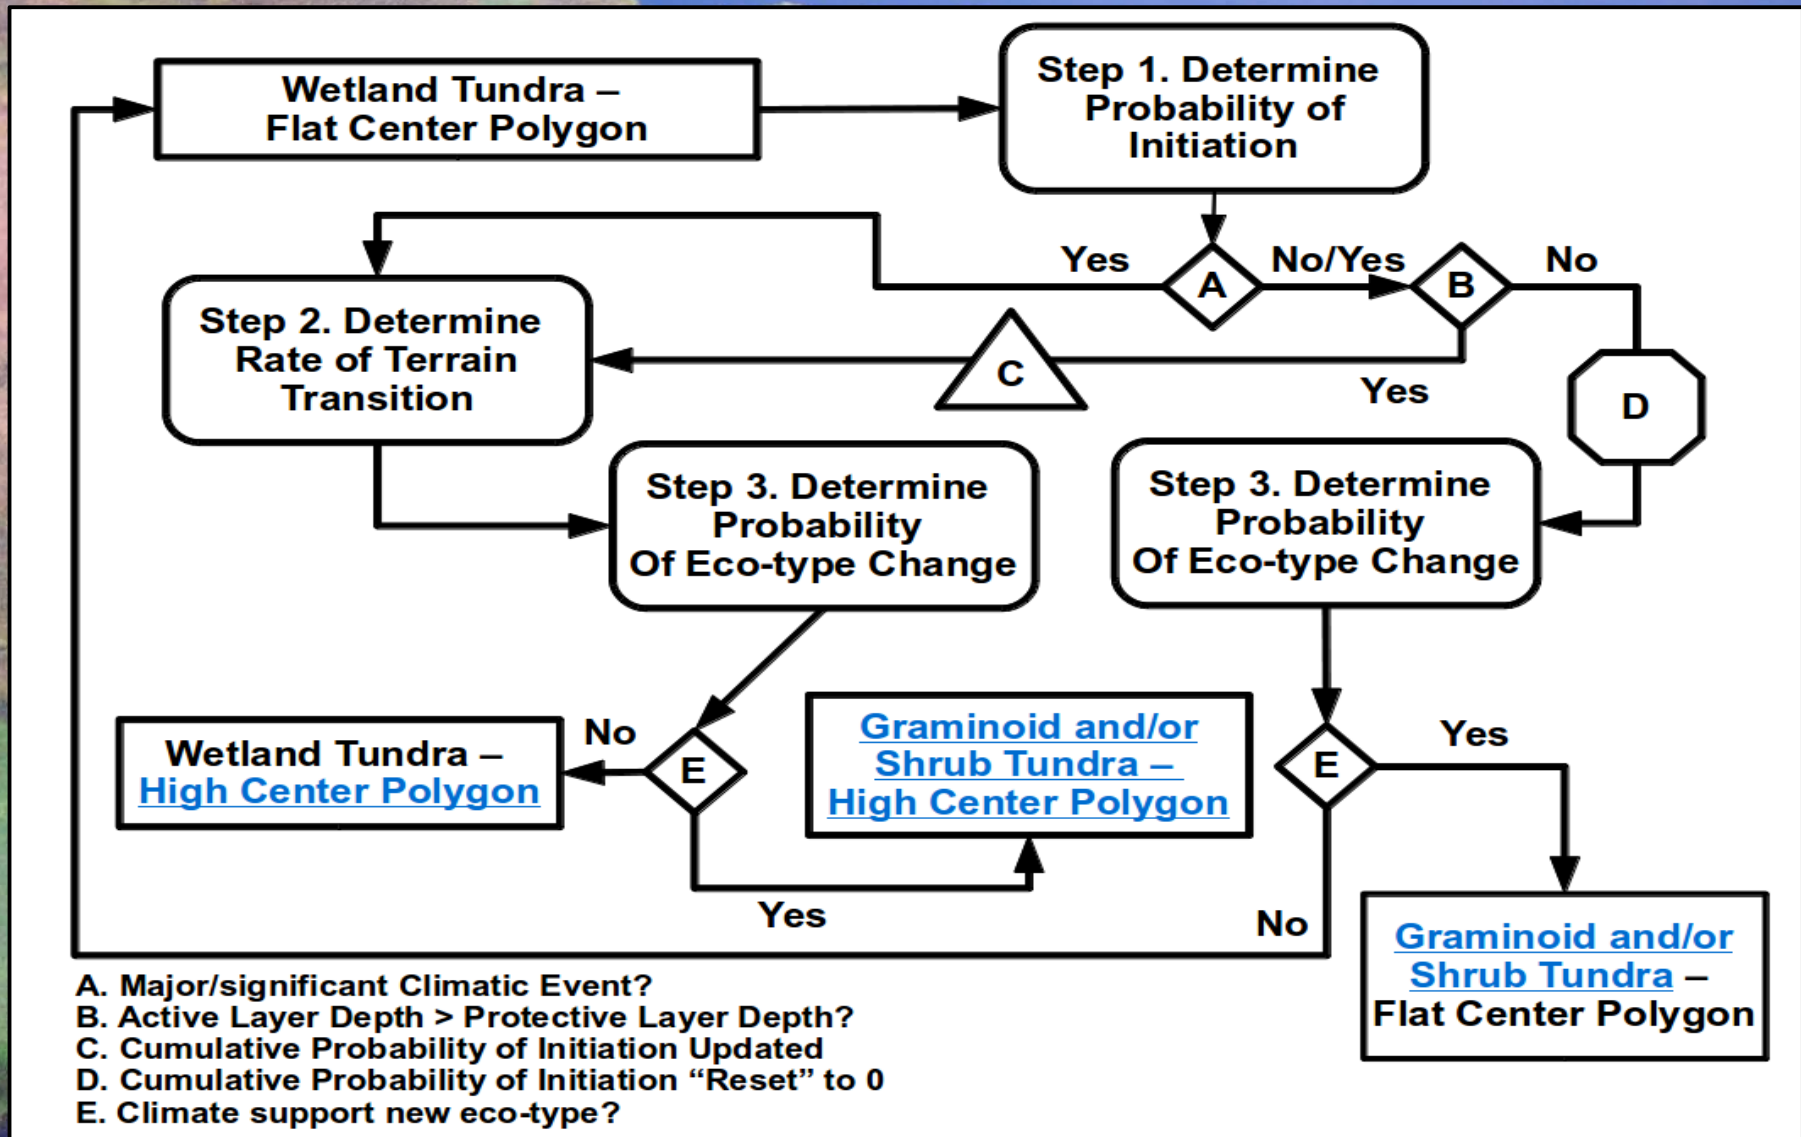 Wetland Tundra –
Flat Center Polygon
Step 1. Determine
Probability of
Initiation
Yes
A
No/Yes
B
No
Step 2. Determine
Rate of Terrain
Transition
C
Yes
D
Step 3. Determine
Probability
Of Eco-type Change
Step 3. Determine
Probability
Of Eco-type Change
Wetland Tundra –
High Center Polygon
No
E
Yes
Graminoid and/or
Shrub Tundra –
High Center Polygon
E
Yes
No
Graminoid and/or
Shrub Tundra –
Flat Center Polygon
A. Major/significant Climatic Event?
B. Active Layer Depth > Protective Layer Depth?
C. Cumulative Probability of Initiation Updated
D. Cumulative Probability of Initiation “Reset” to 0
E. Climate support new eco-type?